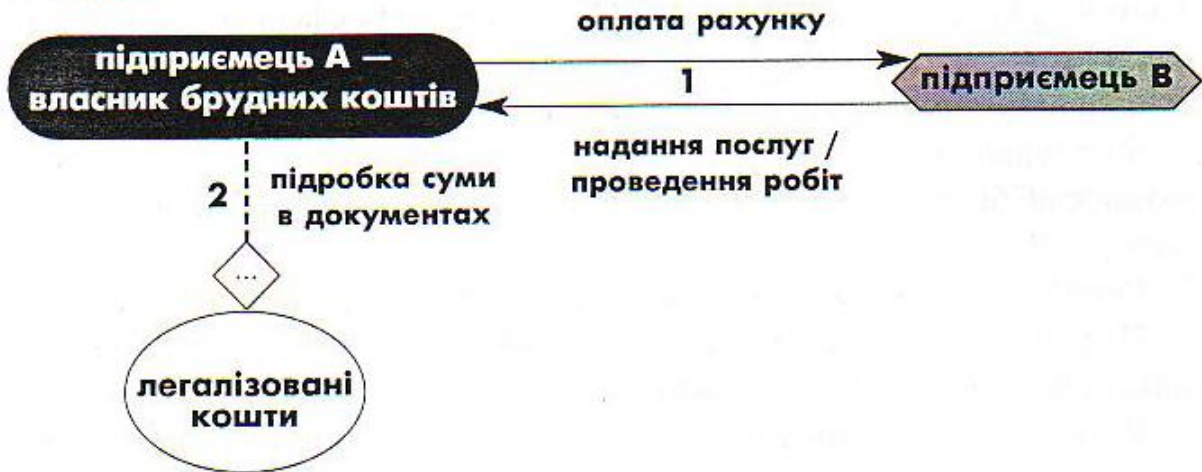 оплата рахунку
підприємець А —
власник брудних коштів
1
підприємець В
надання послуг /
проведення робіт
2
підробка суми
в документах
...
легалізовані
кошти